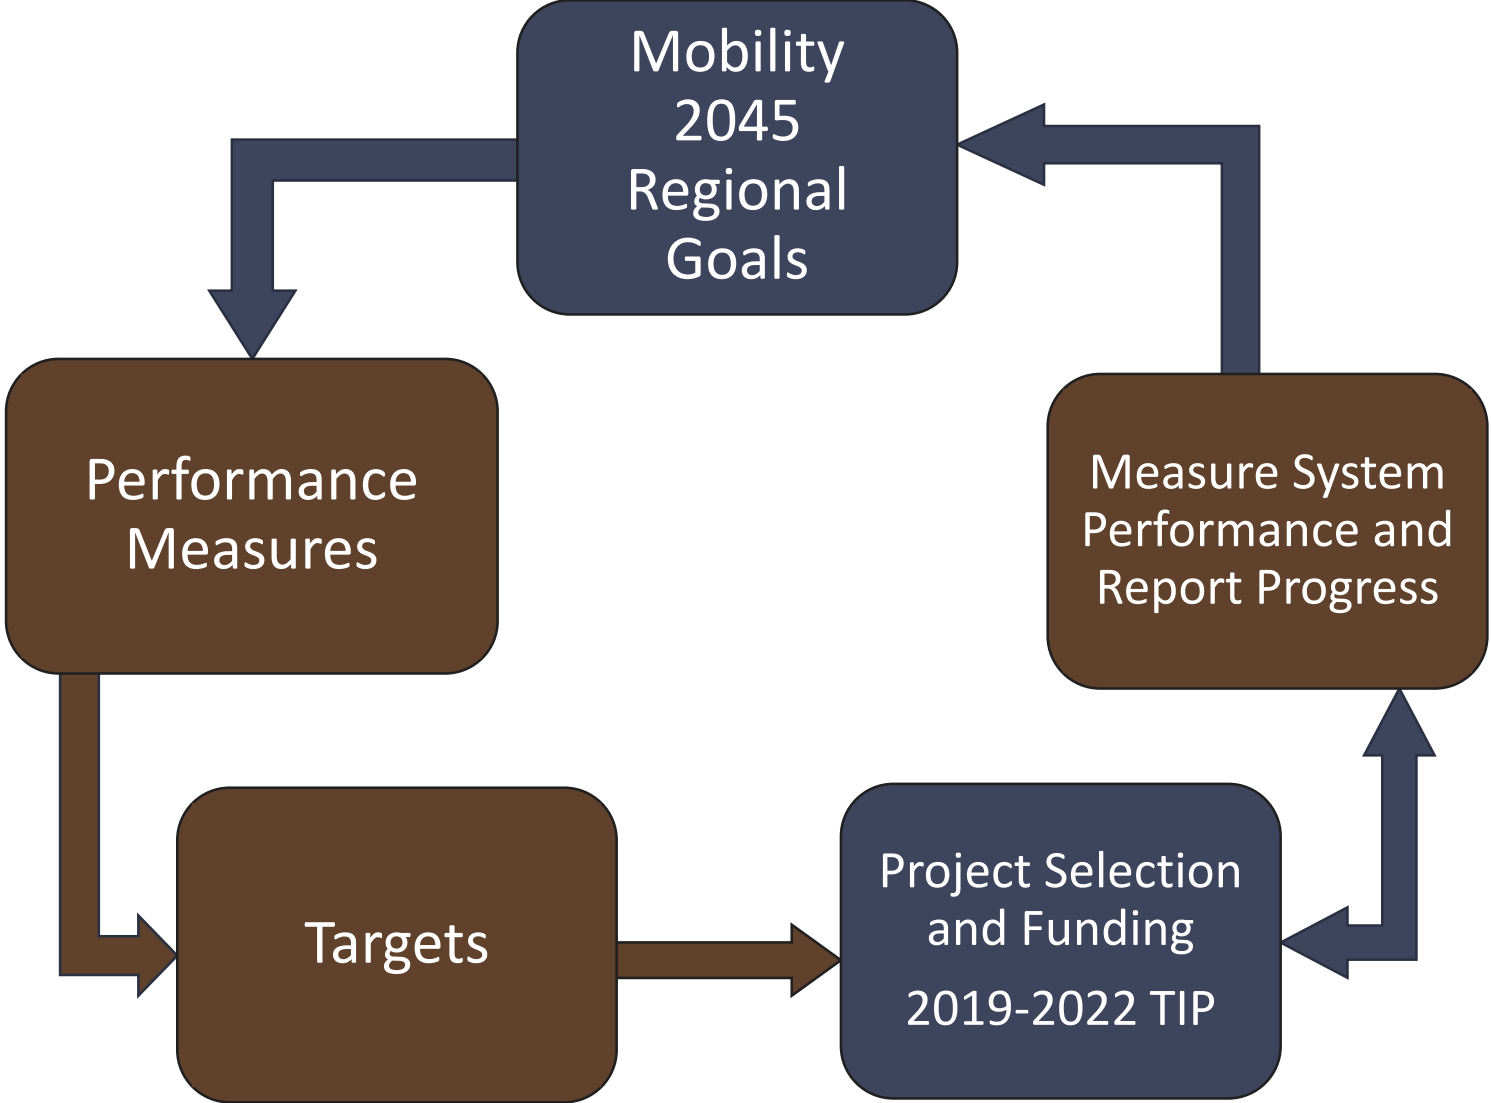 Mobility
2045
Regional
Goals
Performance
Measures
Measure System
Performance and
Report Progress
Targets
Project Selection
and Funding
2019-2022 TIP